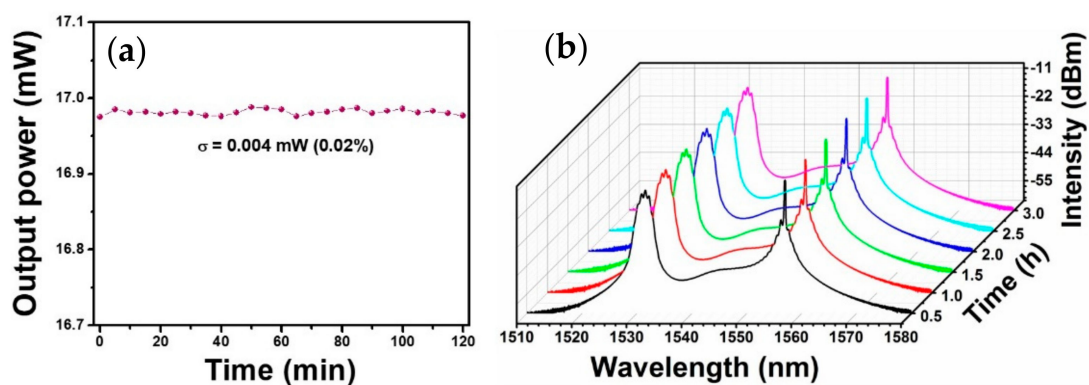 (a)
Output power (mW)
17.1
17.0
16.9
16.8
16.7
σ = 0.004 mW (0.02%)
0 20 40 60 80 100 120
Time (min)
(b)
Intensity (dBm)
-11
-22
-33
-44
-55
3.0
2.5
2.0
1.5
1.0
0.5
Time (h)
1510 1520 1530 1540 1550 1560 1570 1580
Wavelength (nm)